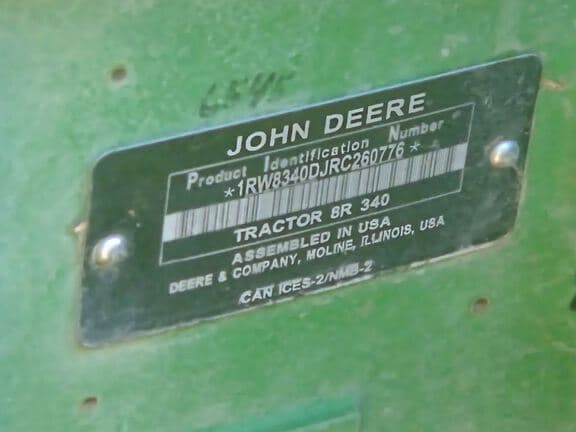 JOHN DEERE
Product Identification Number
*1RW8340DJRC260776*
TRACTOR 8R 340
ASSEMBLED IN USA
DEERE & COMPANY, MOLINE, ILLINOIS, USA
CAN ICES-2/NMB-2